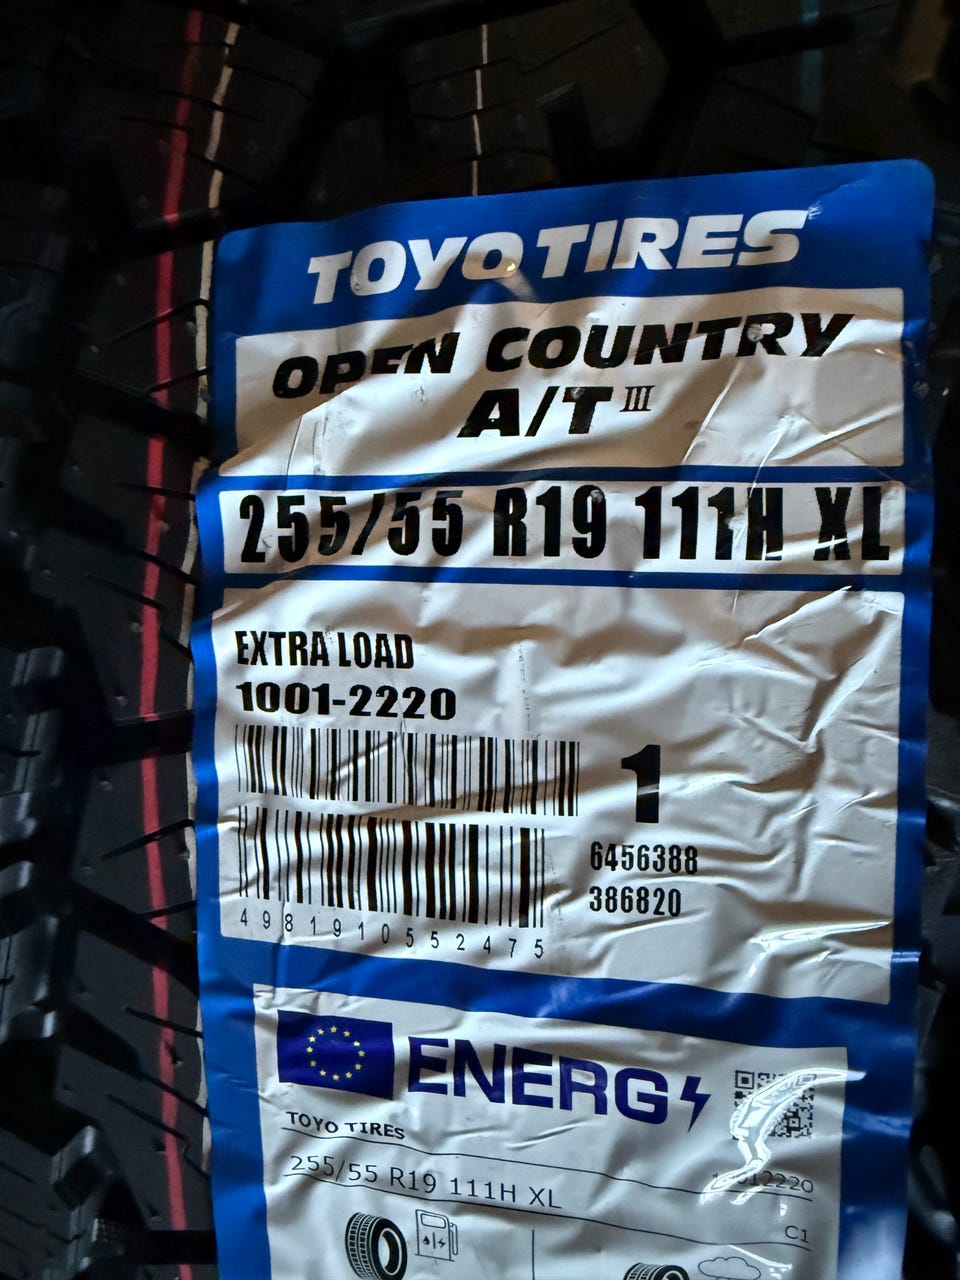 TOYO TIRES
OPEN COUNTRY
A/T III
255/55 R19 111H XL
EXTRA LOAD
1001-2220
1
6456388
386820
4981910552475
ENERG
TOYO TIRES
255/55 R19 111H XL
C1